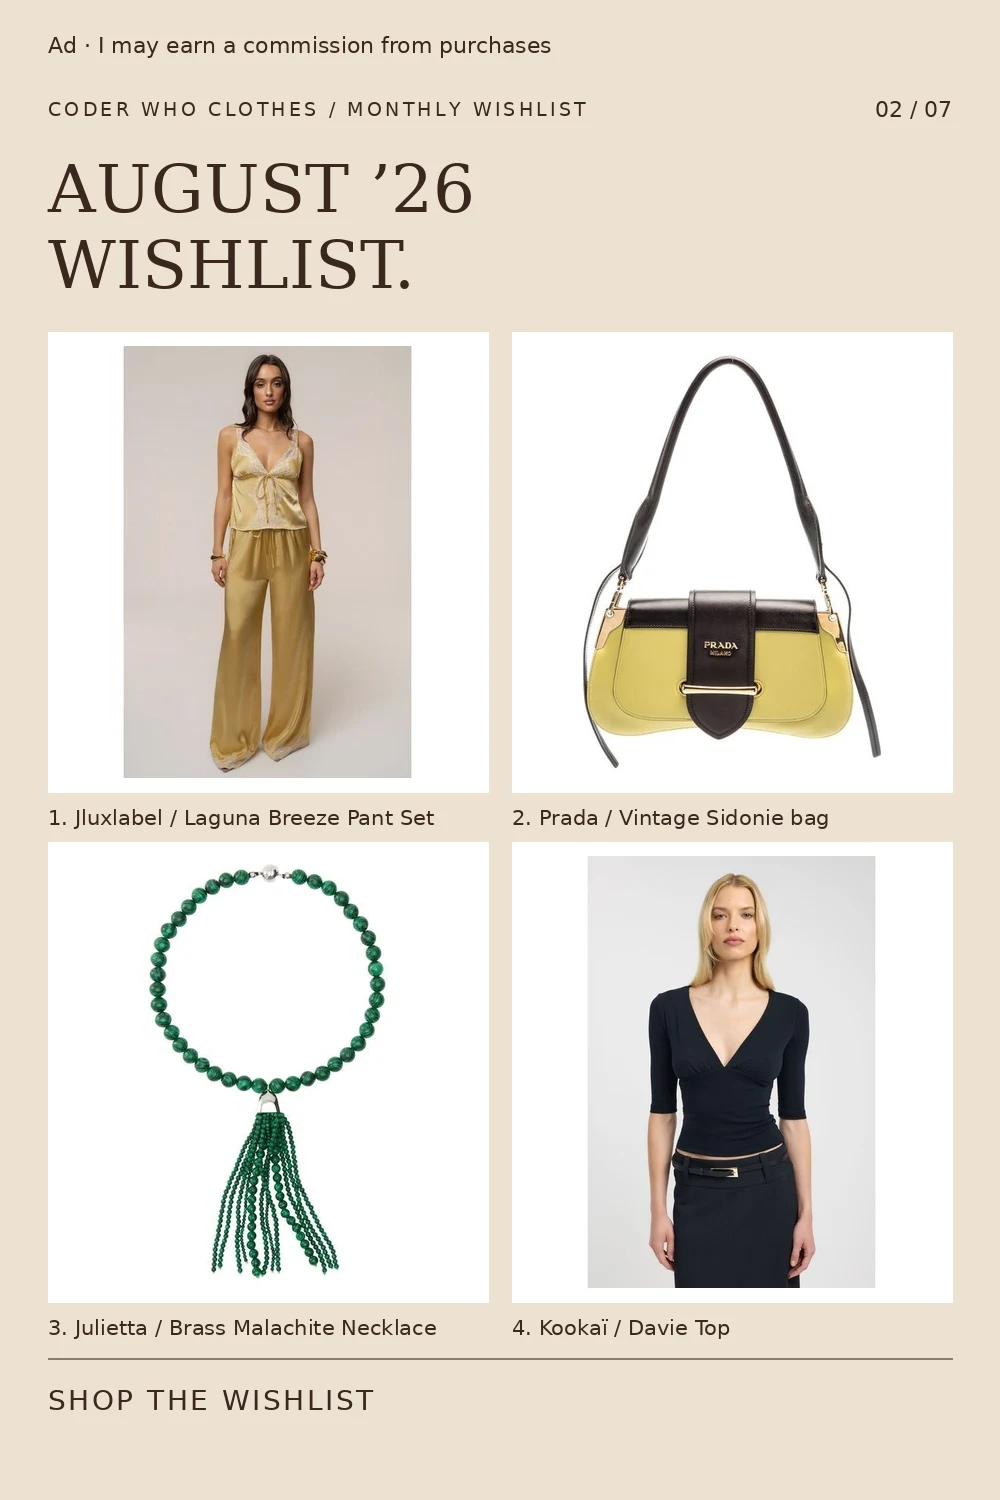 Ad · I may earn a commission from purchases
CODER WHO CLOTHES / MONTHLY WISHLIST
02 / 07
AUGUST ’26
WISHLIST.
PRADA
MILANO
1. Jluxlabel / Laguna Breeze Pant Set
2. Prada / Vintage Sidonie bag
3. Julietta / Brass Malachite Necklace
4. Kookaï / Davie Top
SHOP THE WISHLIST